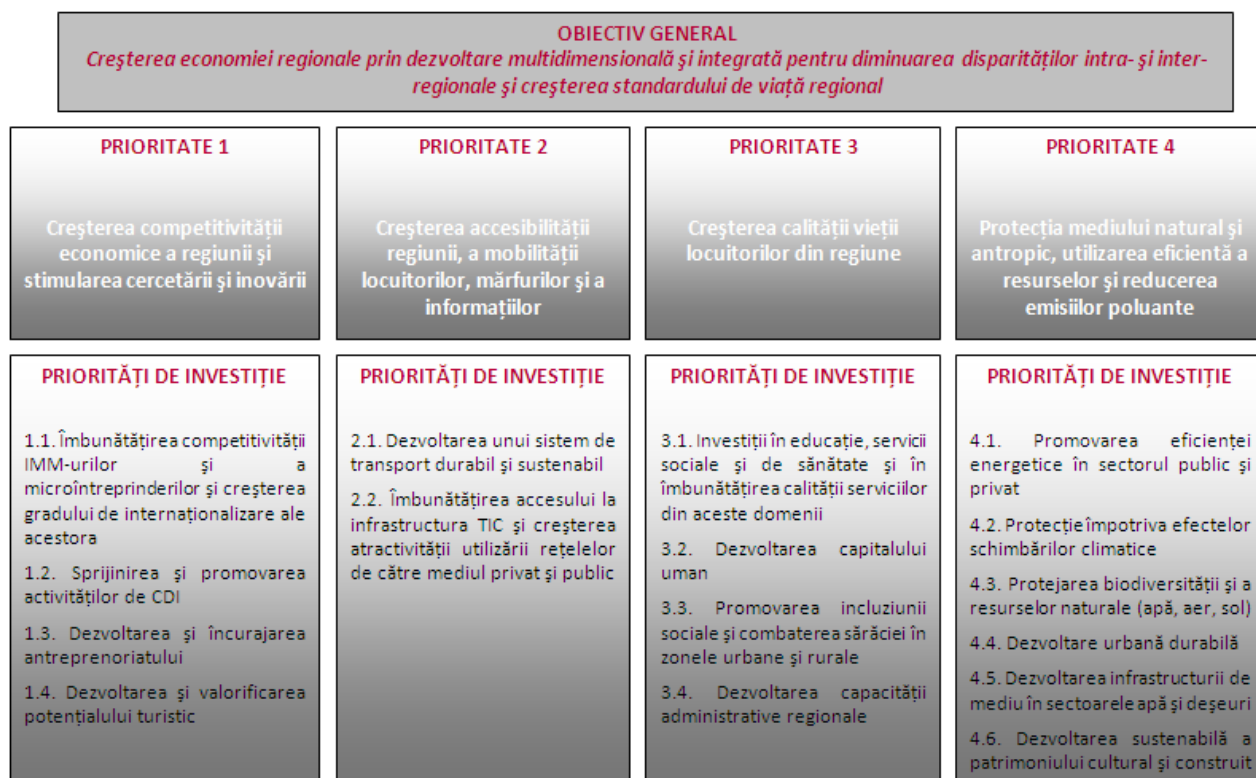 OBIECTIV GENERAL
Creşterea economiei regionale prin dezvoltare multidimensională şi integrată pentru diminuarea disparităţilor intra- şi inter-
regionale şi creşterea standardului de viaţă regional
PRIORITATE 1
Creşterea competitivităţii
economice a regiunii şi
stimularea cercetării şi inovării
PRIORITATE 2
Creşterea accesibilităţii
regiunii, a mobilităţii
locuitorilor, mărfurilor şi a
informaţiilor
PRIORITATE 3
Creşterea calităţii vieţii
locuitorilor din regiune
PRIORITATE 4
Protecţia mediului natural şi
antropic, utilizarea eficientă a
resurselor şi reducerea
emisiilor poluante
PRIORITĂŢI DE INVESTIŢIE
1.1. Îmbunătăţirea competitivităţii
IMM-urilor şi a
microîntreprinderilor şi creşterea
gradului de internaţionalizare ale
acestora
1.2. Sprijinirea şi promovarea
activităţilor de CDI
1.3. Dezvoltarea şi încurajarea
antreprenoriatului
1.4. Dezvoltarea şi valorificarea
potenţialului turistic
PRIORITĂŢI DE INVESTIŢIE
2.1. Dezvoltarea unui sistem de
transport durabil şi sustenabil
2.2. Îmbunătăţirea accesului la
infrastructura TIC şi creşterea
atractivităţii utilizării reţelelor
de către mediul privat şi public
PRIORITĂŢI DE INVESTIŢIE
3.1. Investiţii în educaţie, servicii
sociale şi de sănătate şi în
îmbunătăţirea calităţii serviciilor
din aceste domenii
3.2. Dezvoltarea capitalului
uman
3.3. Promovarea incluziunii
sociale şi combaterea sărăciei în
zonele urbane şi rurale
3.4. Dezvoltarea capacităţii
administrative regionale
PRIORITĂŢI DE INVESTIŢIE
4.1. Promovarea eficienţei
energetice în sectorul public şi
privat
4.2. Protecţie împotriva efectelor
schimbărilor climatice
4.3. Protejarea biodiversităţii şi a
resurselor naturale (apă, aer, sol)
4.4. Dezvoltare urbană durabilă
4.5. Dezvoltarea infrastructurii de
mediu în sectoarele apă şi deşeuri
4.6. Dezvoltarea sustenabilă a
patrimoniului cultural şi construit